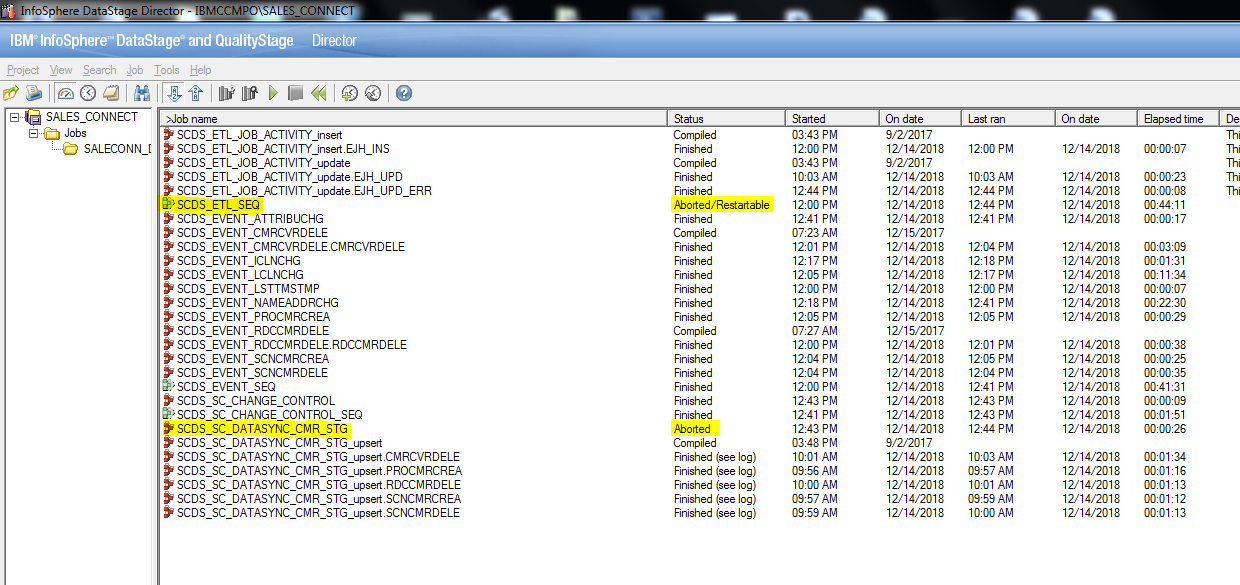 InfoSphere DataStage Director - IBMCCMPO\SALES_CONNECT
IBM® InfoSphere™ DataStage® and QualityStage Director
Project View Search Job Tools Help
SALES_CONNECT
Jobs
SALECONN_D
>Job name Status Started On date Last ran On date Elapsed time De
SCDS_ETL_JOB_ACTIVITY_insert Compiled 03:43 PM 9/2/2017 Thi
SCDS_ETL_JOB_ACTIVITY_insert.EJH_INS Finished 12:00 PM 12/14/2018 12:00 PM 12/14/2018 00:00:07 Thi
SCDS_ETL_JOB_ACTIVITY_update Compiled 03:43 PM 9/2/2017 Thi
SCDS_ETL_JOB_ACTIVITY_update.EJH_UPD Finished 10:03 AM 12/14/2018 10:03 AM 12/14/2018 00:00:23 Thi
SCDS_ETL_JOB_ACTIVITY_update.EJH_UPD_ERR Finished 12:44 PM 12/14/2018 12:44 PM 12/14/2018 00:00:08 Thi
SCDS_ETL_SEQ Aborted/Restartable 12:00 PM 12/14/2018 12:44 PM 12/14/2018 00:44:11
SCDS_EVENT_ATTRIBUCHG Finished 12:41 PM 12/14/2018 12:41 PM 12/14/2018 00:00:17
SCDS_EVENT_CMRCVRDELE Compiled 07:23 AM 12/15/2017
SCDS_EVENT_CMRCVRDELE.CMRCVRDELE Finished 12:01 PM 12/14/2018 12:04 PM 12/14/2018 00:03:09
SCDS_EVENT_ICLNCHG Finished 12:17 PM 12/14/2018 12:18 PM 12/14/2018 00:01:31
SCDS_EVENT_LCLNCHG Finished 12:05 PM 12/14/2018 12:17 PM 12/14/2018 00:11:34
SCDS_EVENT_LSTTMSTMP Finished 12:00 PM 12/14/2018 12:00 PM 12/14/2018 00:00:07
SCDS_EVENT_NAMEADDRCHG Finished 12:18 PM 12/14/2018 12:41 PM 12/14/2018 00:22:30
SCDS_EVENT_PROCMRCREA Finished 12:05 PM 12/14/2018 12:05 PM 12/14/2018 00:00:29
SCDS_EVENT_RDCCMRDELE Compiled 07:27 AM 12/15/2017
SCDS_EVENT_RDCCMRDELE.RDCCMRDELE Finished 12:00 PM 12/14/2018 12:01 PM 12/14/2018 00:00:38
SCDS_EVENT_SCNCMRCREA Finished 12:04 PM 12/14/2018 12:05 PM 12/14/2018 00:00:25
SCDS_EVENT_SCNCMRDELE Finished 12:04 PM 12/14/2018 12:04 PM 12/14/2018 00:00:35
SCDS_EVENT_SEQ Finished 12:00 PM 12/14/2018 12:41 PM 12/14/2018 00:41:31
SCDS_SC_CHANGE_CONTROL Finished 12:43 PM 12/14/2018 12:43 PM 12/14/2018 00:00:09
SCDS_SC_CHANGE_CONTROL_SEQ Finished 12:41 PM 12/14/2018 12:43 PM 12/14/2018 00:01:51
SCDS_SC_DATASYNC_CMR_STG Aborted 12:43 PM 12/14/2018 12:44 PM 12/14/2018 00:00:26
SCDS_SC_DATASYNC_CMR_STG_upsert Compiled 03:48 PM 9/2/2017
SCDS_SC_DATASYNC_CMR_STG_upsert.CMRCVRDELE Finished (see log) 10:01 AM 12/14/2018 10:03 AM 12/14/2018 00:01:34
SCDS_SC_DATASYNC_CMR_STG_upsert.PROCMRCREA Finished (see log) 09:56 AM 12/14/2018 09:57 AM 12/14/2018 00:01:16
SCDS_SC_DATASYNC_CMR_STG_upsert.RDCCMRDELE Finished (see log) 10:00 AM 12/14/2018 10:01 AM 12/14/2018 00:01:13
SCDS_SC_DATASYNC_CMR_STG_upsert.SCNCMRCREA Finished (see log) 09:57 AM 12/14/2018 09:59 AM 12/14/2018 00:01:12
SCDS_SC_DATASYNC_CMR_STG_upsert.SCNCMRDELE Finished (see log) 09:59 AM 12/14/2018 10:00 AM 12/14/2018 00:01:13